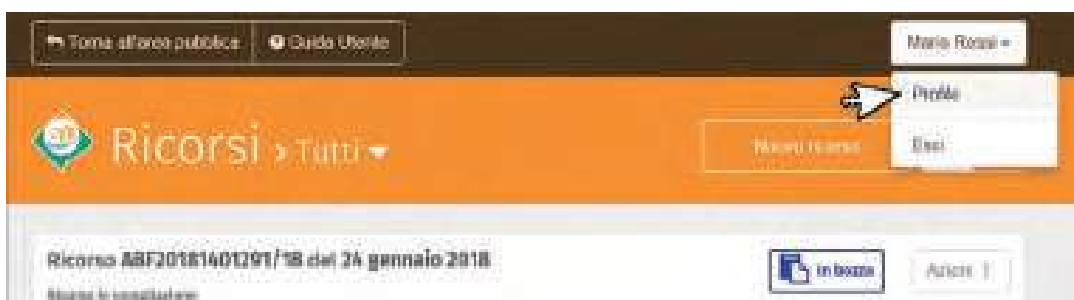 Torna all'area pubblica Guida Utente Mario Rossi
Profilo
Ricorsi > Tutti Nuovo ricorso Esci
Ricorso ABF20181401291/18 del 24 gennaio 2018 in bozza Azioni